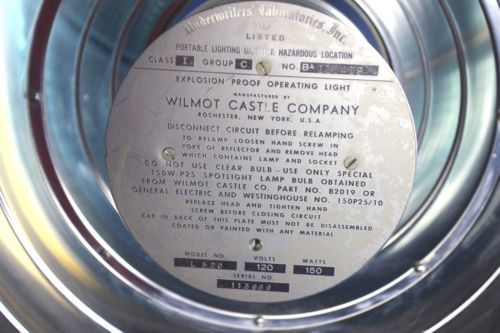 Underwriters' Laboratories, Inc.
LISTED
PORTABLE LIGHTING UNIT FOR HAZARDOUS LOCATION
CLASS I GROUP C NO. BA
EXPLOSION PROOF OPERATING LIGHT
MANUFACTURED BY
WILMOT CASTLE COMPANY
ROCHESTER, NEW YORK, U.S.A.
DISCONNECT CIRCUIT BEFORE RELAMPING
TO RELAMP LOOSEN HAND SCREW IN
YORK OF REFLECTOR AND REMOVE HEAD
WHICH CONTAINS LAMP AND SOCKET
DO NOT USE CLEAR BULB - USE ONLY SPECIAL
150W-P25 SPOTLIGHT LAMP BULB OBTAINED
FROM WILMOT CASTLE CO. PART NO. B2019 OR
GENERAL ELECTRIC AND WESTINGHOUSE NO. 150P25/10
REPLACE HEAD AND TIGHTEN HAND
SCREW BEFORE CLOSING CIRCUIT
CAP IN BACK OF THIS PLATE MUST NOT BE DISASSEMBLED
COATED OR PAINTED WITH ANY MATERIAL
MODEL NO. VOLTS WATTS
120 150
SERIAL NO.
113069